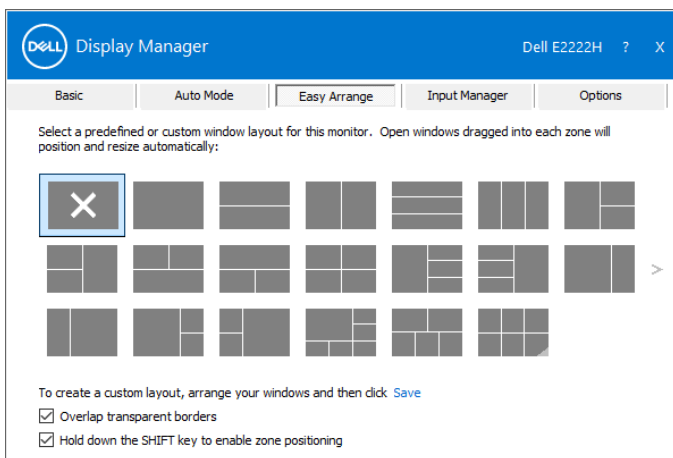 DELL Display Manager Dell E2222H ? X
Basic Auto Mode Easy Arrange Input Manager Options
Select a predefined or custom window layout for this monitor. Open windows dragged into each zone will
position and resize automatically:
>
To create a custom layout, arrange your windows and then click Save
Overlap transparent borders
Hold down the SHIFT key to enable zone positioning